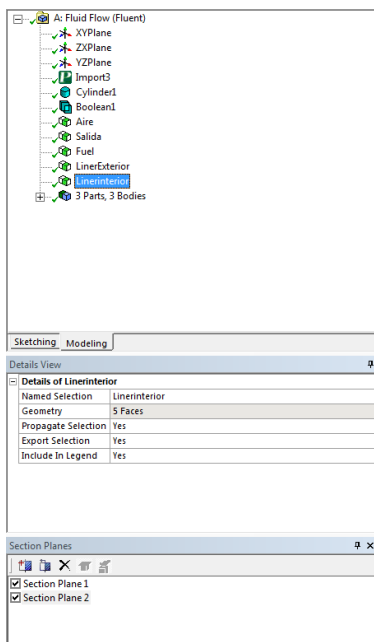 A: Fluid Flow (Fluent)
XYPlane
ZXPlane
YZPlane
Import3
Cylinder1
Boolean1
Aire
Salida
Fuel
LinerExterior
Linerinterior
3 Parts, 3 Bodies
Sketching Modeling
Details View
Details of Linerinterior
Named Selection Linerinterior
Geometry 5 Faces
Propagate Selection Yes
Export Selection Yes
Include In Legend Yes
Section Planes
Section Plane 1
Section Plane 2